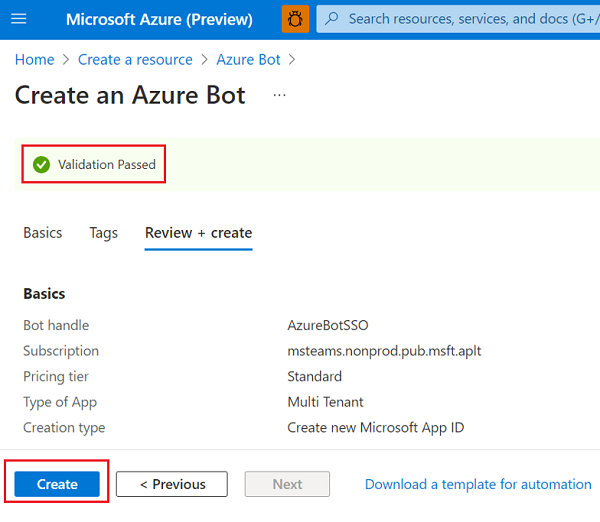 Microsoft Azure (Preview) Search resources, services, and docs (G+/
Home > Create a resource > Azure Bot >
Create an Azure Bot ...
Validation Passed
Basics Tags Review + create
Basics
Bot handle AzureBotSSO
Subscription msteams.nonprod.pub.msft.aplt
Pricing tier Standard
Type of App Multi Tenant
Creation type Create new Microsoft App ID
Create < Previous Next Download a template for automation